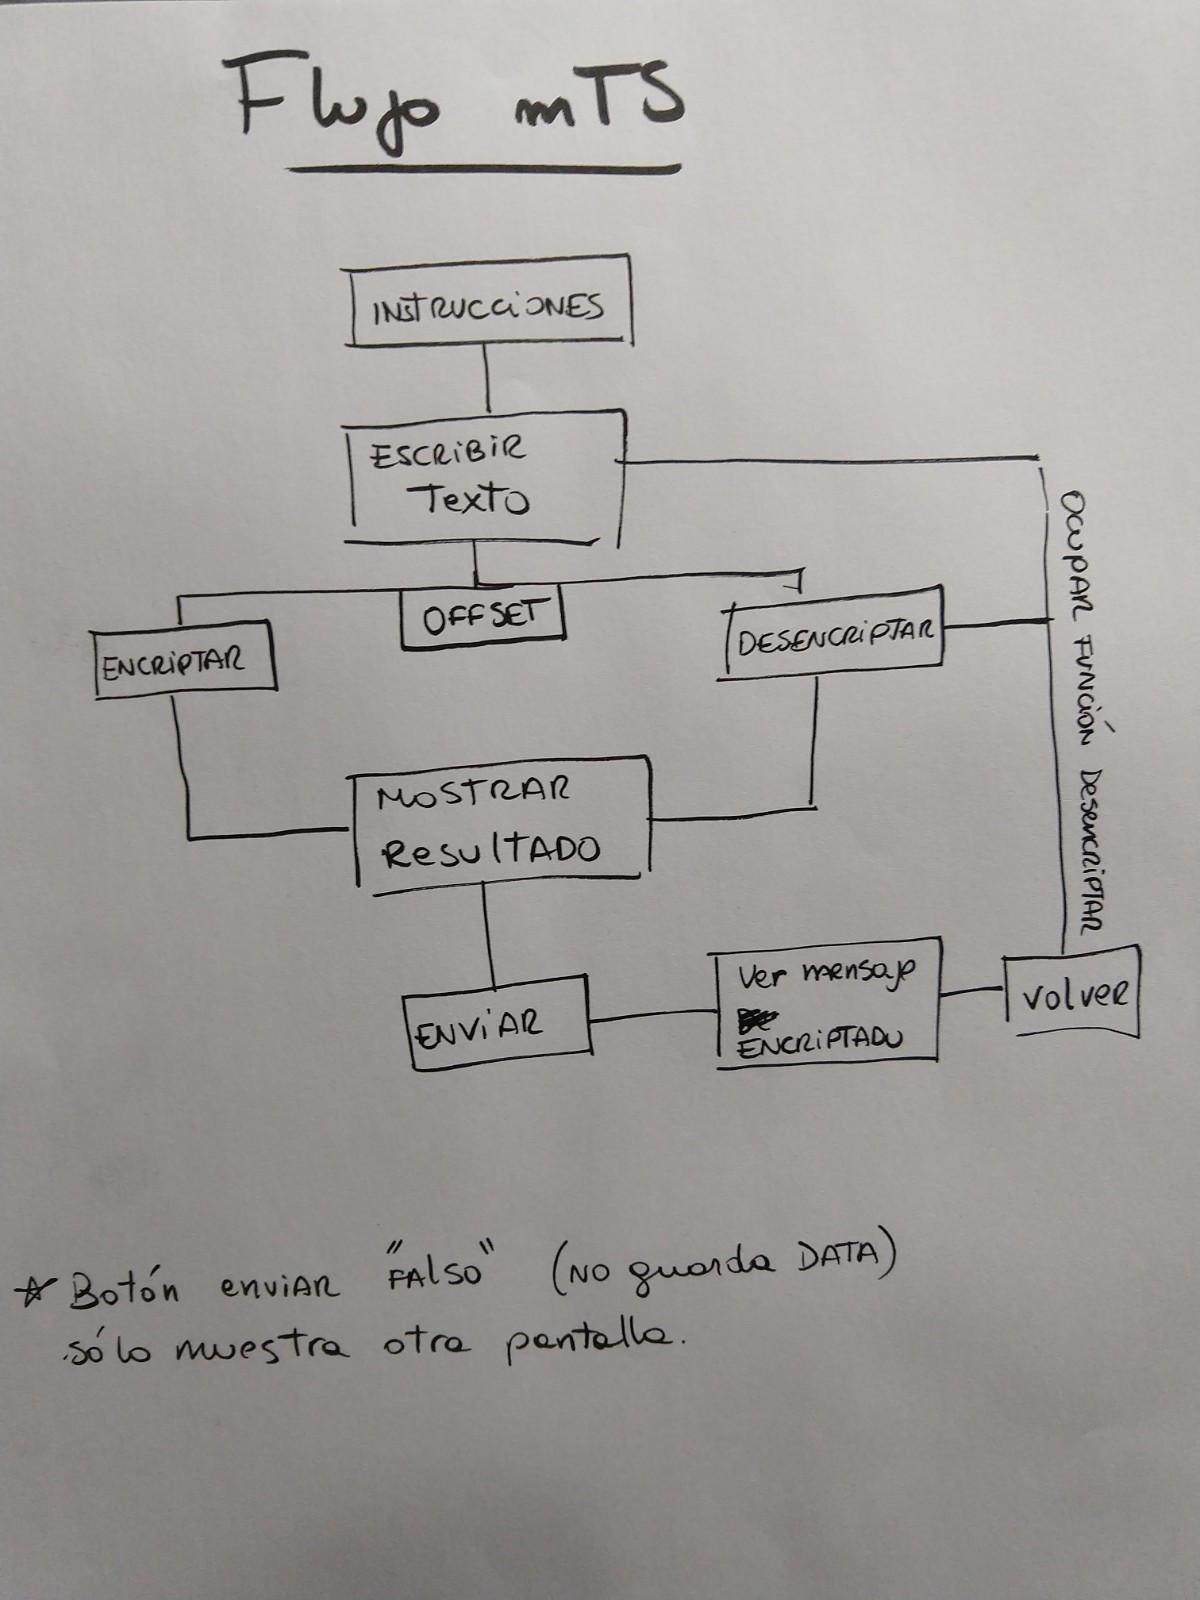 Flujo mTS
INSTRUCCIONES
ESCRIBIR
Texto
OFFSET
ENCRIPTAR
DESENCRIPTAR
OCUPAR FUNCIÓN DESENCRIPTAR
MOSTRAR
Resultado
ENVIAR
Ver mensaje
ENCRIPTADO
Volver
☆ Botón enviar "FALSO" (NO guarda DATA)
sólo muestra otra pantalla.